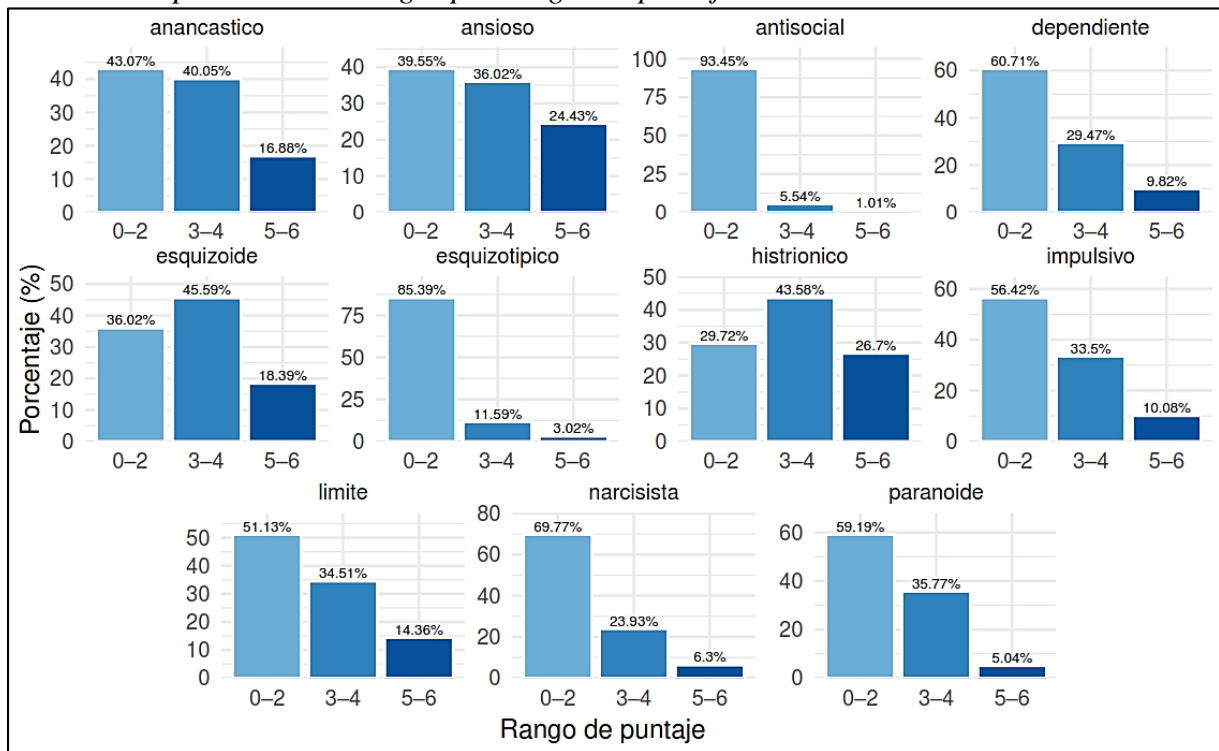 anancastico ansioso antisocial dependiente
43.07% 40.05% 16.88%
40 30 20 10 0
0–2 3–4 5–6
39.55% 36.02% 24.43%
40 30 20 10 0
0–2 3–4 5–6
93.45% 5.54% 1.01%
100 75 50 25 0
0–2 3–4 5–6
60.71% 29.47% 9.82%
60 40 20 0
0–2 3–4 5–6
esquizoide esquizotipico histrionico impulsivo
Porcentaje (%)
36.02% 45.59% 18.39%
50 40 30 20 10 0
0–2 3–4 5–6
85.39% 11.59% 3.02%
75 50 25 0
0–2 3–4 5–6
29.72% 43.58% 26.7%
50 40 30 20 10 0
0–2 3–4 5–6
56.42% 33.5% 10.08%
60 40 20 0
0–2 3–4 5–6
limite narcisista paranoide
51.13% 34.51% 14.36%
50 40 30 20 10 0
0–2 3–4 5–6
69.77% 23.93% 6.3%
80 60 40 20 0
0–2 3–4 5–6
59.19% 35.77% 5.04%
60 40 20 0
0–2 3–4 5–6
Rango de puntaje